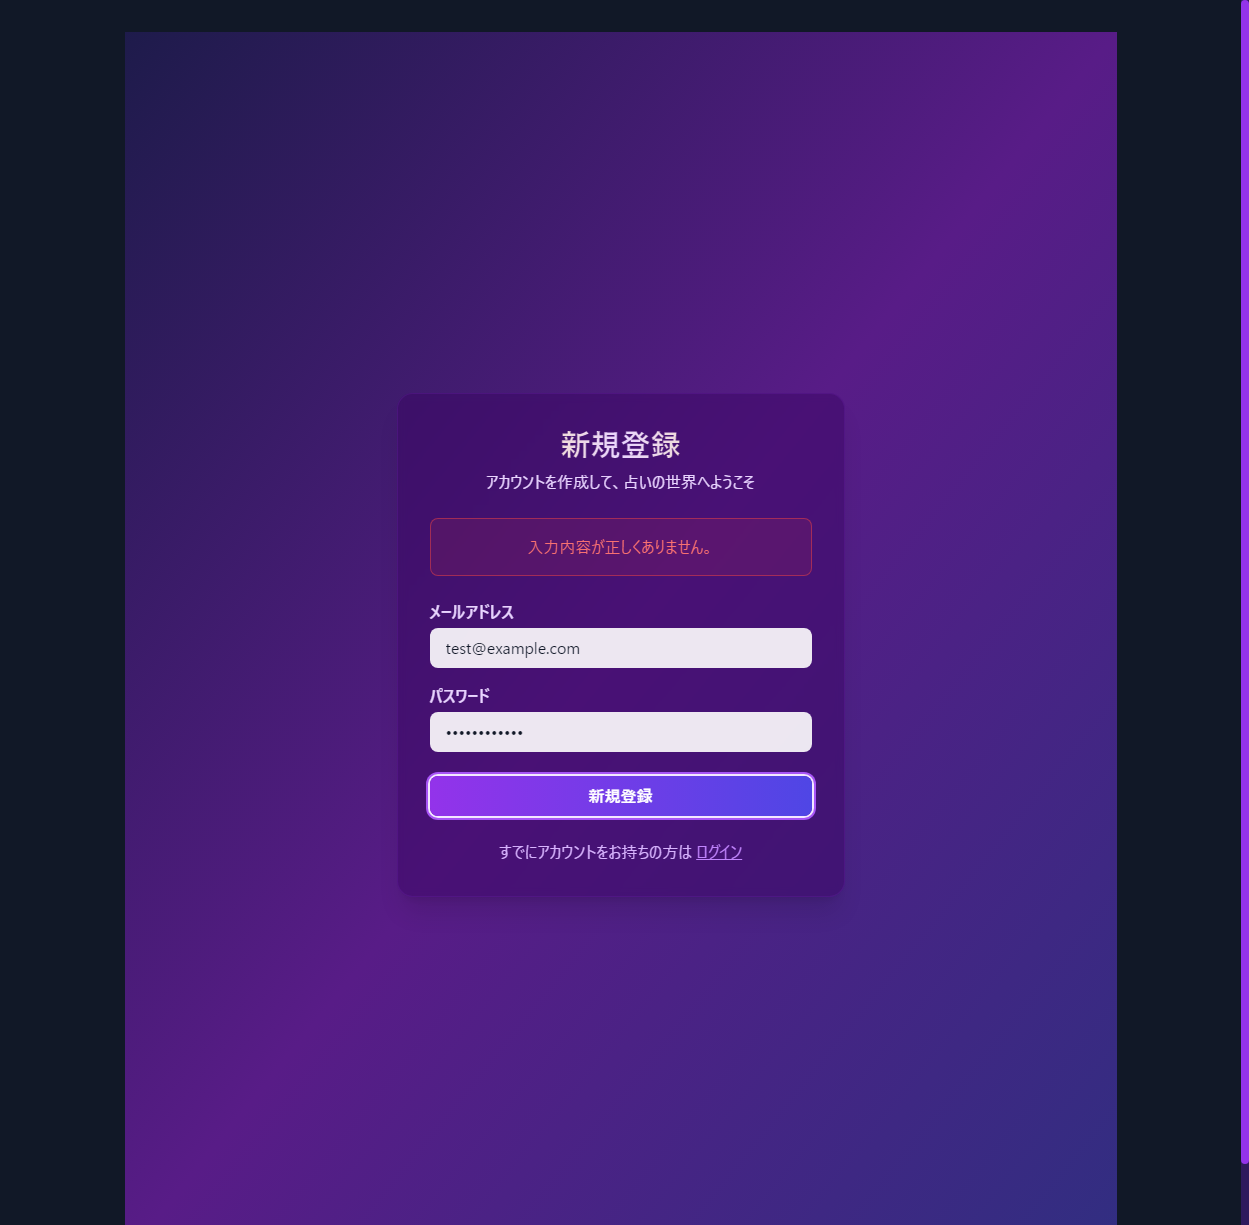 新規登録
アカウントを作成して、占いの世界へようこそ
入力内容が正しくありません。
メールアドレス
test@example.com
パスワード
••••••••••••
新規登録
すでにアカウントをお持ちの方は ログイン